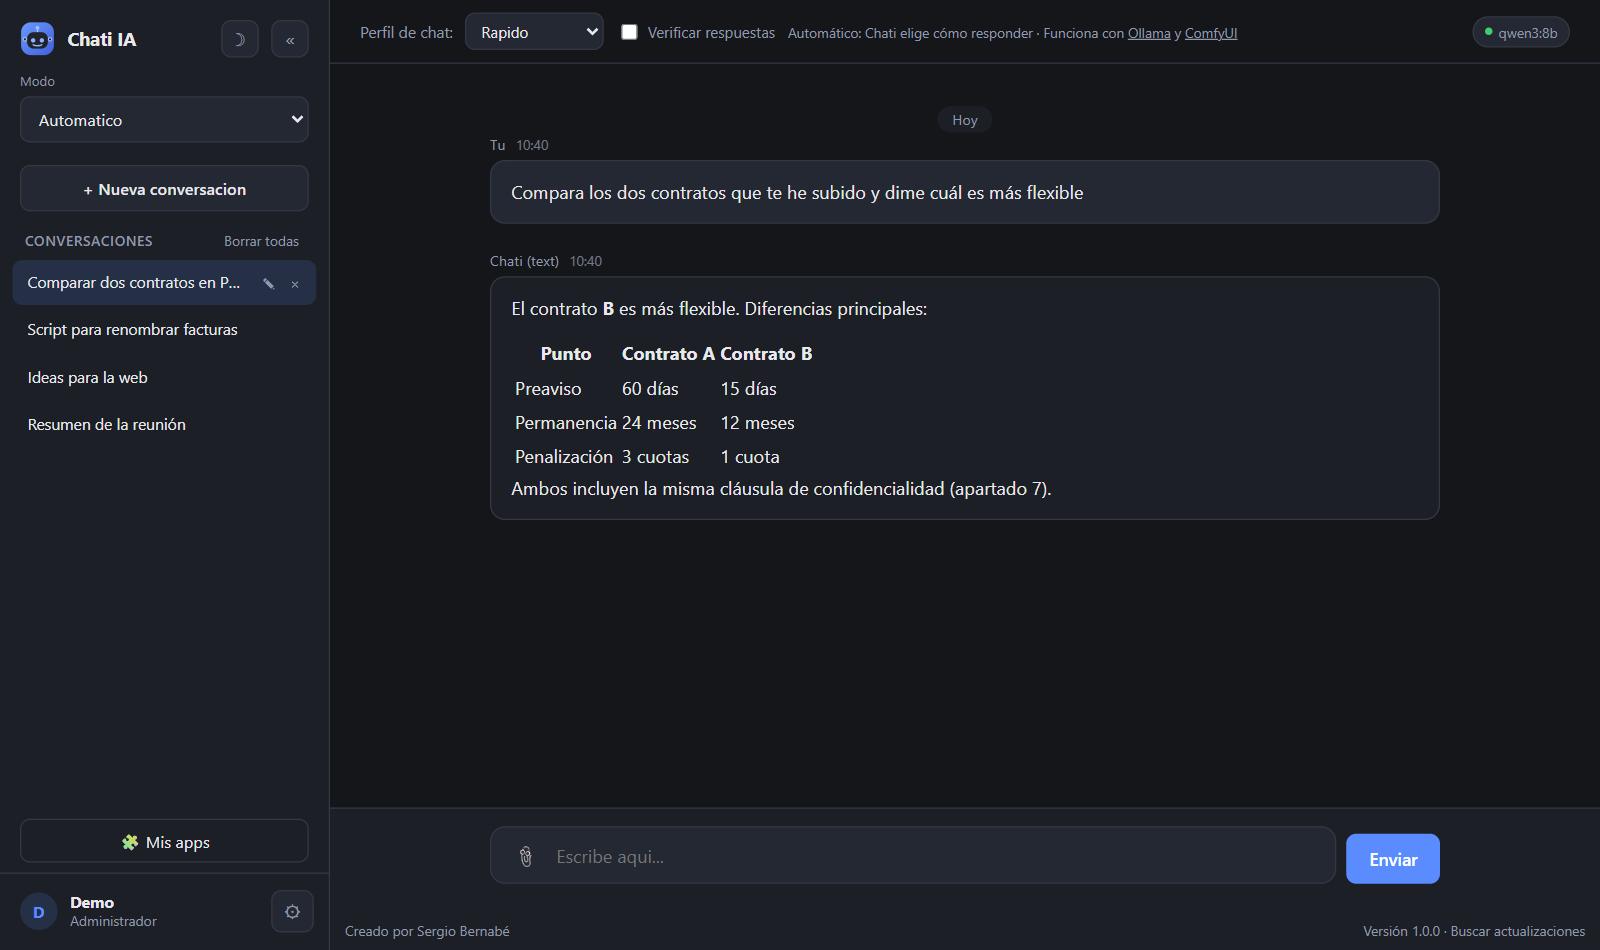 Chati IA
Modo
Automatico
+ Nueva conversacion
CONVERSACIONES Borrar todas
Comparar dos contratos en P...
Script para renombrar facturas
Ideas para la web
Resumen de la reunión
Mis apps
D
Demo
Administrador
Perfil de chat: Rapido Verificar respuestas Automático: Chati elige cómo responder · Funciona con Ollama y ComfyUI
qwen3:8b
Hoy
Tu 10:40
Compara los dos contratos que te he subido y dime cuál es más flexible
Chati (text) 10:40
El contrato B es más flexible. Diferencias principales:
Punto Contrato A Contrato B
Preaviso 60 días 15 días
Permanencia 24 meses 12 meses
Penalización 3 cuotas 1 cuota
Ambos incluyen la misma cláusula de confidencialidad (apartado 7).
Escribe aqui...
Enviar
Creado por Sergio Bernabé
Versión 1.0.0 · Buscar actualizaciones